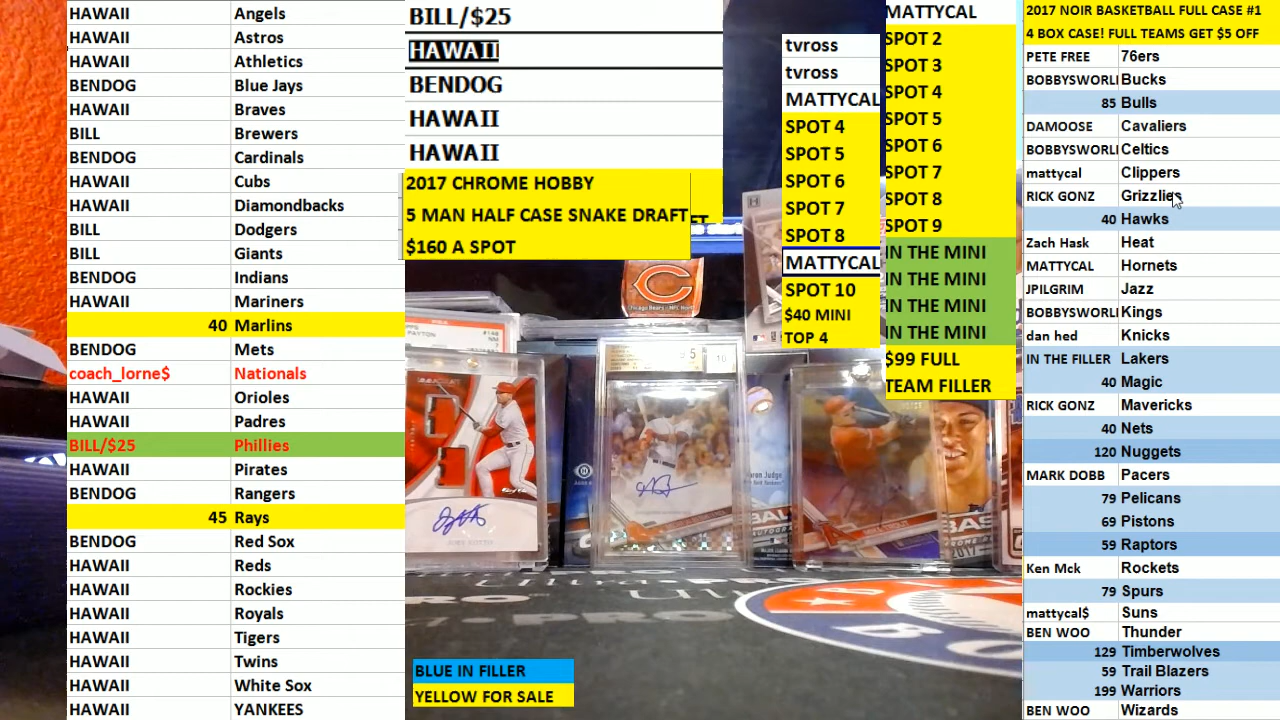 HAWAII Angels
HAWAII Astros
HAWAII Athletics
BENDOG Blue Jays
HAWAII Braves
BILL Brewers
BENDOG Cardinals
HAWAII Cubs
HAWAII Diamondbacks
BILL Dodgers
BILL Giants
BENDOG Indians
HAWAII Mariners
40 Marlins
BENDOG Mets
coach_lorne$ Nationals
HAWAII Orioles
HAWAII Padres
BILL/$25 Phillies
HAWAII Pirates
BENDOG Rangers
45 Rays
BENDOG Red Sox
HAWAII Reds
HAWAII Rockies
HAWAII Royals
HAWAII Tigers
HAWAII Twins
HAWAII White Sox
HAWAII YANKEES
BILL/$25
HAWAII
BENDOG
HAWAII
HAWAII
2017 CHROME HOBBY
5 MAN HALF CASE SNAKE DRAFT
$160 A SPOT
BLUE IN FILLER
YELLOW FOR SALE
tvross
tvross
MATTYCAL
SPOT 4
SPOT 5
SPOT 6
SPOT 7
SPOT 8
MATTYCAL
SPOT 10
$40 MINI
TOP 4
MATTYCAL
SPOT 2
SPOT 3
SPOT 4
SPOT 5
SPOT 6
SPOT 7
SPOT 8
SPOT 9
IN THE MINI
IN THE MINI
IN THE MINI
IN THE MINI
$99 FULL
TEAM FILLER
2017 NOIR BASKETBALL FULL CASE #1
4 BOX CASE! FULL TEAMS GET $5 OFF
PETE FREE 76ers
BOBBYSWORL Bucks
85 Bulls
DAMOOSE Cavaliers
BOBBYSWORL Celtics
mattycal Clippers
RICK GONZ Grizzlies
40 Hawks
Zach Hask Heat
MATTYCAL Hornets
JPILGRIM Jazz
BOBBYSWORL Kings
dan hed Knicks
IN THE FILLER Lakers
40 Magic
RICK GONZ Mavericks
40 Nets
120 Nuggets
MARK DOBB Pacers
79 Pelicans
69 Pistons
59 Raptors
Ken Mck Rockets
79 Spurs
mattycal$ Suns
BEN WOO Thunder
129 Timberwolves
59 Trail Blazers
199 Warriors
BEN WOO Wizards